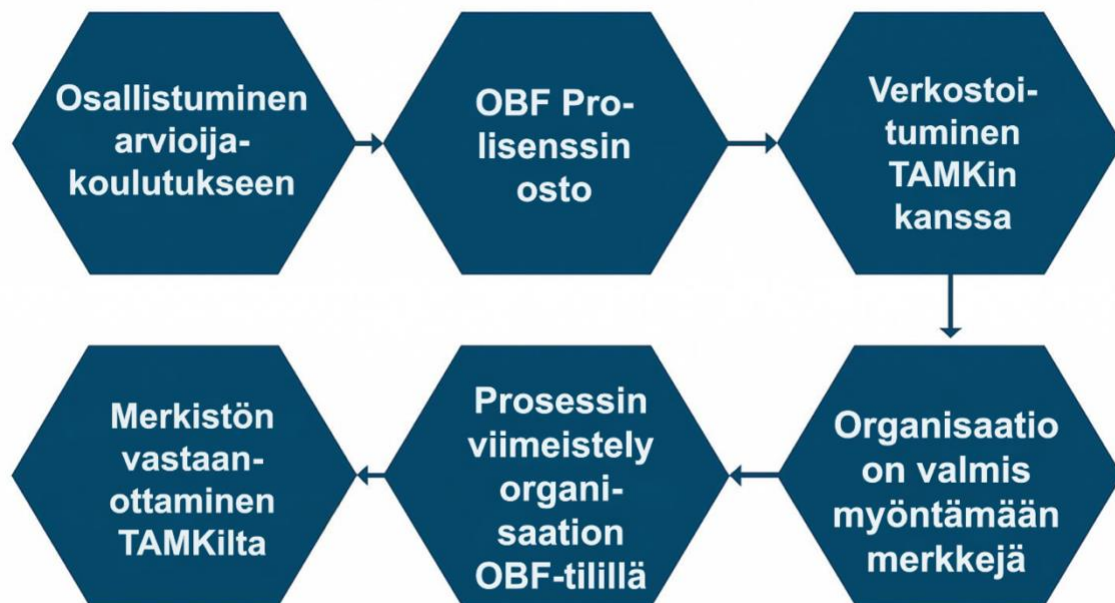 Osallistuminen
arvioija-
koulutukseen
OBF Pro-
lisenssin
osto
Verkostoi-
tuminen
TAMKin
kanssa
Organisaatio
on valmis
myöntämään
merkkejä
Prosessin
viimeistely
organi-
saation
OBF-tilillä
Merkistön
vastaan-
ottaminen
TAMKilta